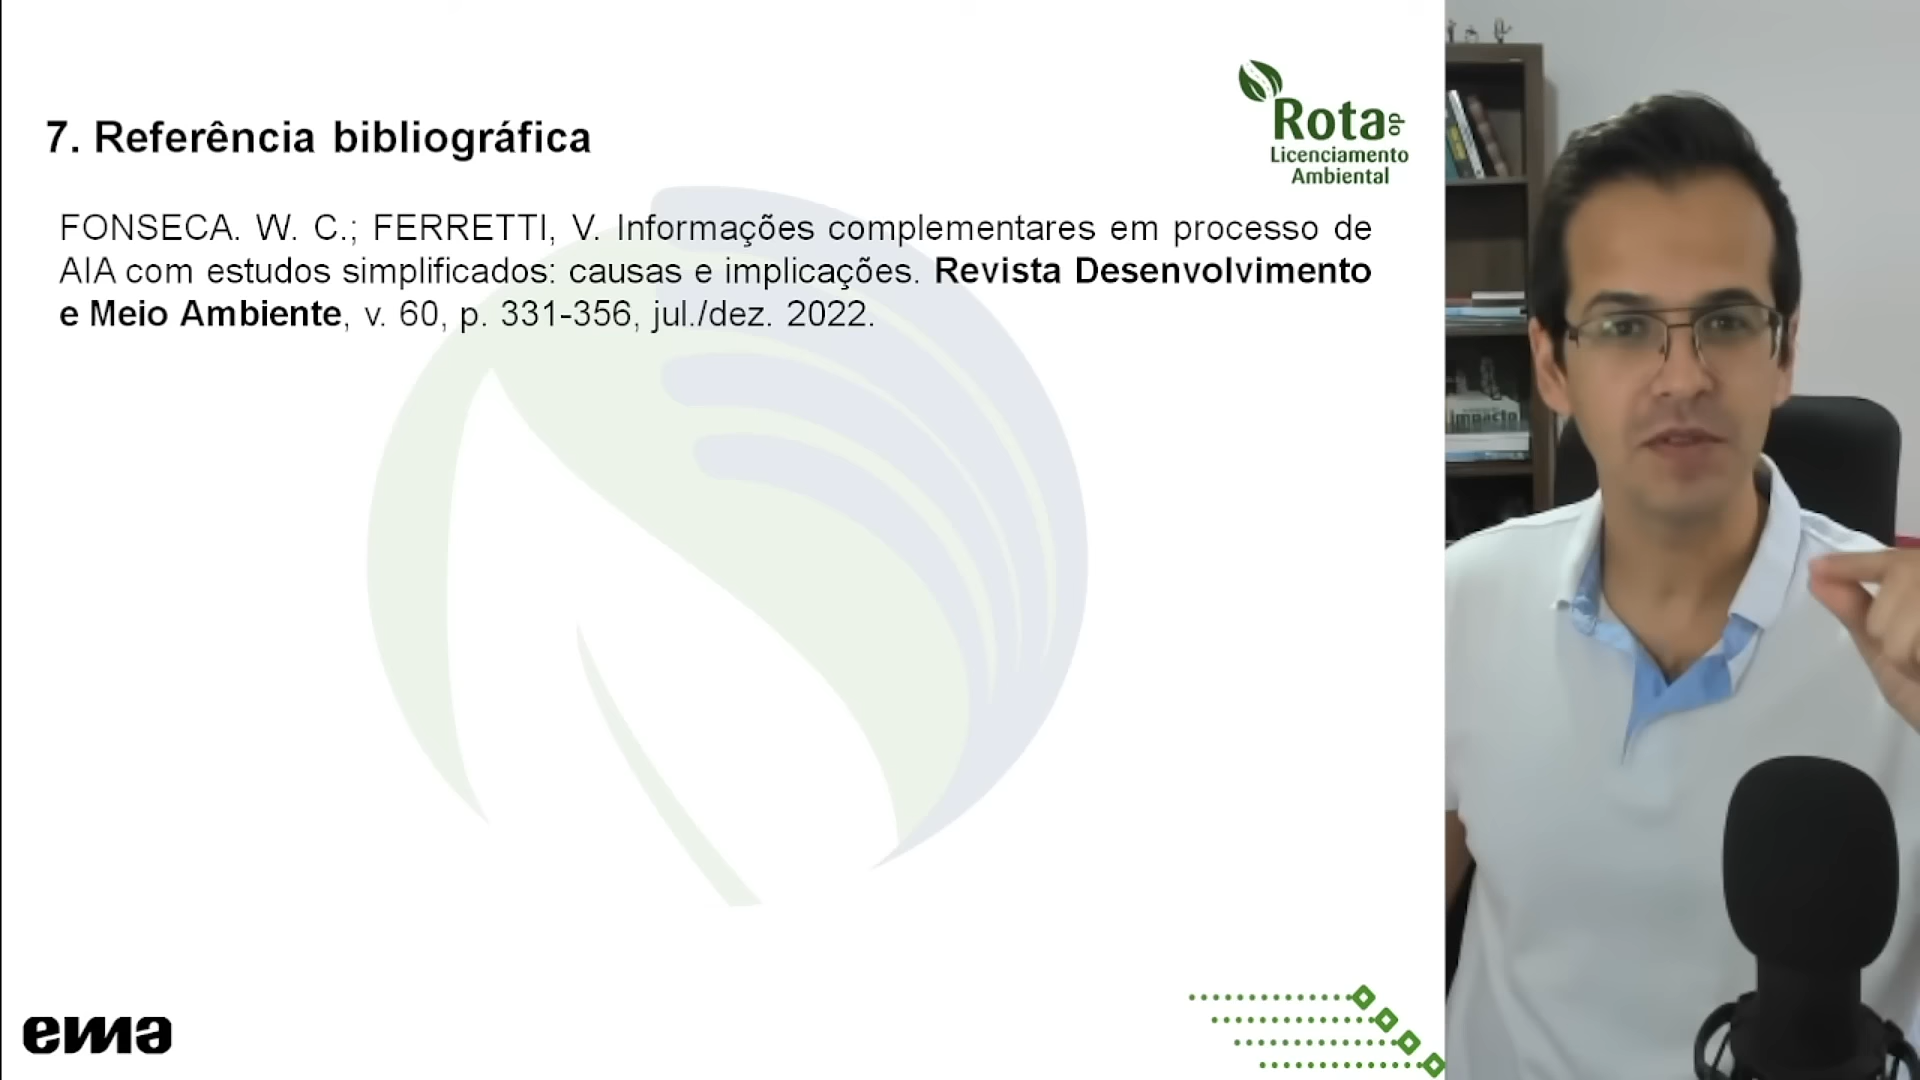 Rota do
Licenciamento
Ambiental
7. Referência bibliográfica
FONSECA. W. C.; FERRETTI, V. Informações complementares em processo de
AIA com estudos simplificados: causas e implicações. Revista Desenvolvimento
e Meio Ambiente, v. 60, p. 331-356, jul./dez. 2022.
impacto
ema